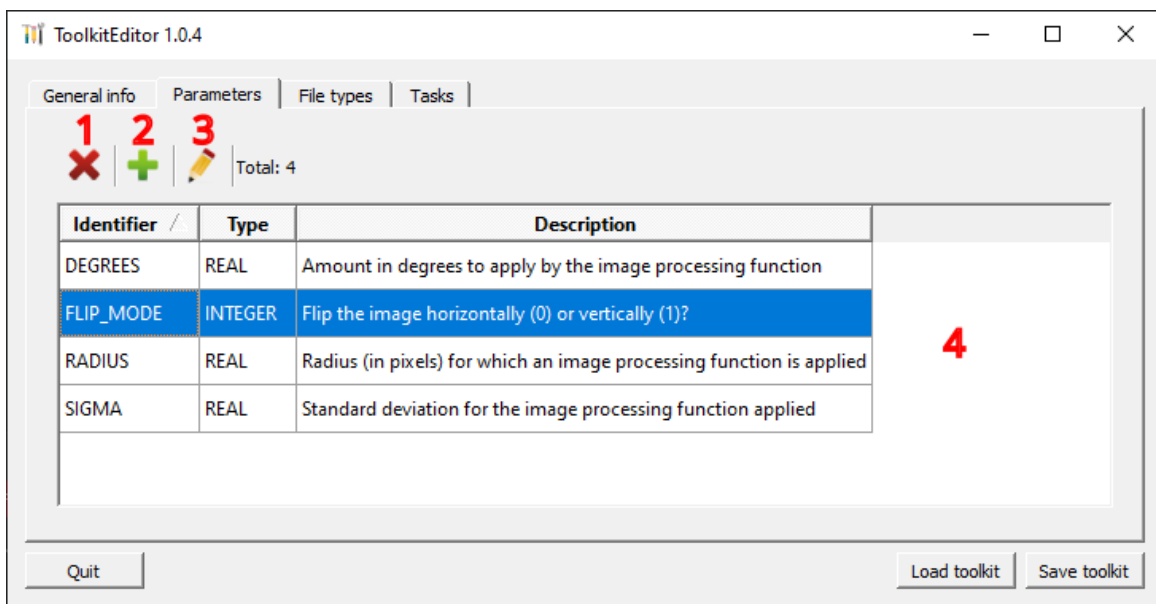 ToolkitEditor 1.0.4
General info Parameters File types Tasks
1 2 3
Total: 4
Identifier Type Description
DEGREES REAL Amount in degrees to apply by the image processing function
FLIP_MODE INTEGER Flip the image horizontally (0) or vertically (1)?
RADIUS REAL Radius (in pixels) for which an image processing function is applied
4
SIGMA REAL Standard deviation for the image processing function applied
Quit Load toolkit Save toolkit